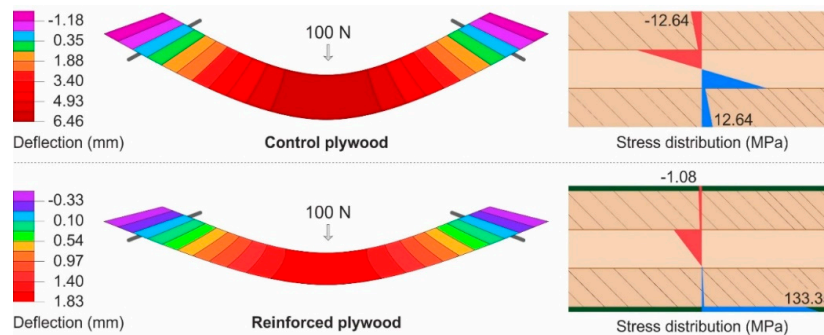 -1.18
0.35
1.88
3.40
4.93
6.46
Deflection (mm)
100 N
Control plywood
-12.64
12.64
Stress distribution (MPa)
-0.33
0.10
0.54
0.97
1.40
1.83
Deflection (mm)
100 N
Reinforced plywood
-1.08
133.3
Stress distribution (MPa)